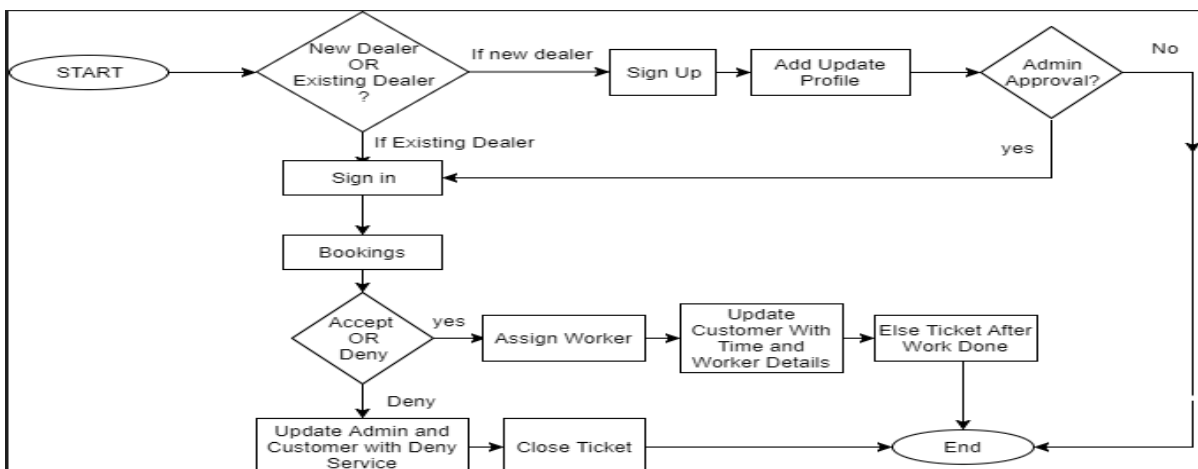 START
New Dealer
OR
Existing Dealer
?
If new dealer
Sign Up
Add Update
Profile
Admin
Approval?
No
If Existing Dealer
yes
Sign in
Bookings
Accept
OR
Deny
yes
Assign Worker
Update
Customer With
Time and
Worker Details
Else Ticket After
Work Done
Deny
Update Admin and
Customer with Deny
Service
Close Ticket
End